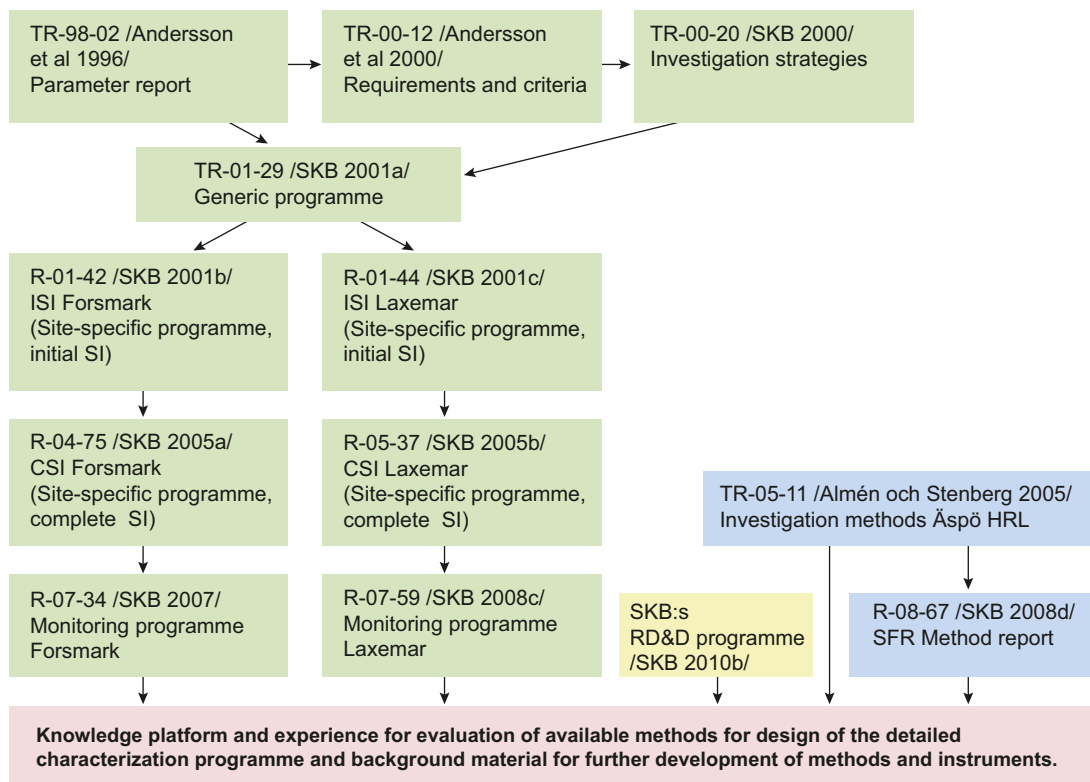 TR-98-02 /Andersson
et al 1996/
Parameter report
TR-00-12 /Andersson
et al 2000/
Requirements and criteria
TR-00-20 /SKB 2000/
Investigation strategies
TR-01-29 /SKB 2001a/
Generic programme
R-01-42 /SKB 2001b/
ISI Forsmark
(Site-specific programme,
initial SI)
R-01-44 /SKB 2001c/
ISI Laxemar
(Site-specific programme,
initial SI)
R-04-75 /SKB 2005a/
CSI Forsmark
(Site-specific programme,
complete SI)
R-05-37 /SKB 2005b/
CSI Laxemar
(Site-specific programme,
complete SI)
TR-05-11 /Almén och Stenberg 2005/
Investigation methods Äspö HRL
R-07-34 /SKB 2007/
Monitoring programme
Forsmark
R-07-59 /SKB 2008c/
Monitoring programme
Laxemar
SKB:s
RD&D programme
/SKB 2010b/
R-08-67 /SKB 2008d/
SFR Method report
Knowledge platform and experience for evaluation of available methods for design of the detailed
characterization programme and background material for further development of methods and instruments.